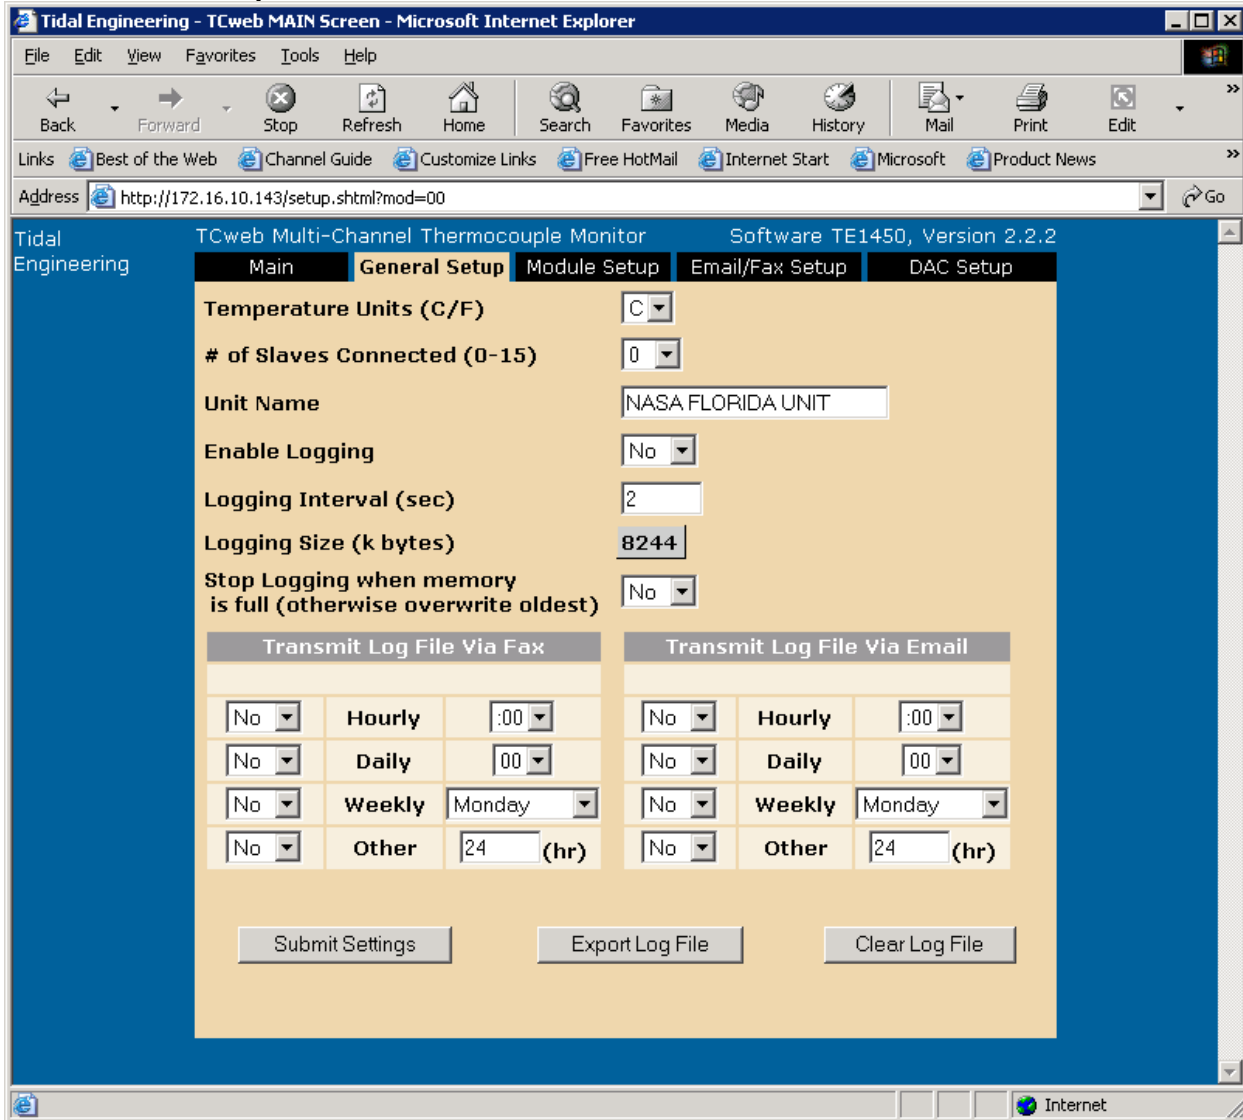 Tidal Engineering - TCweb MAIN Screen - Microsoft Internet Explorer
File Edit View Favorites Tools Help
Back Forward Stop Refresh Home Search Favorites Media History Mail Print Edit »
Links Best of the Web Channel Guide Customize Links Free HotMail Internet Start Microsoft Product News »
Address http://172.16.10.143/setup.shtml?mod=00 Go
Tidal Engineering
TCweb Multi-Channel Thermocouple Monitor Software TE1450, Version 2.2.2
Main General Setup Module Setup Email/Fax Setup DAC Setup
Temperature Units (C/F) C
# of Slaves Connected (0-15) 0
Unit Name NASA FLORIDA UNIT
Enable Logging No
Logging Interval (sec) 2
Logging Size (k bytes) 8244
Stop Logging when memory
is full (otherwise overwrite oldest) No
Transmit Log File Via Fax Transmit Log File Via Email
No Hourly :00 No Hourly :00
No Daily 00 No Daily 00
No Weekly Monday No Weekly Monday
No Other 24 (hr) No Other 24 (hr)
Submit Settings Export Log File Clear Log File
Internet